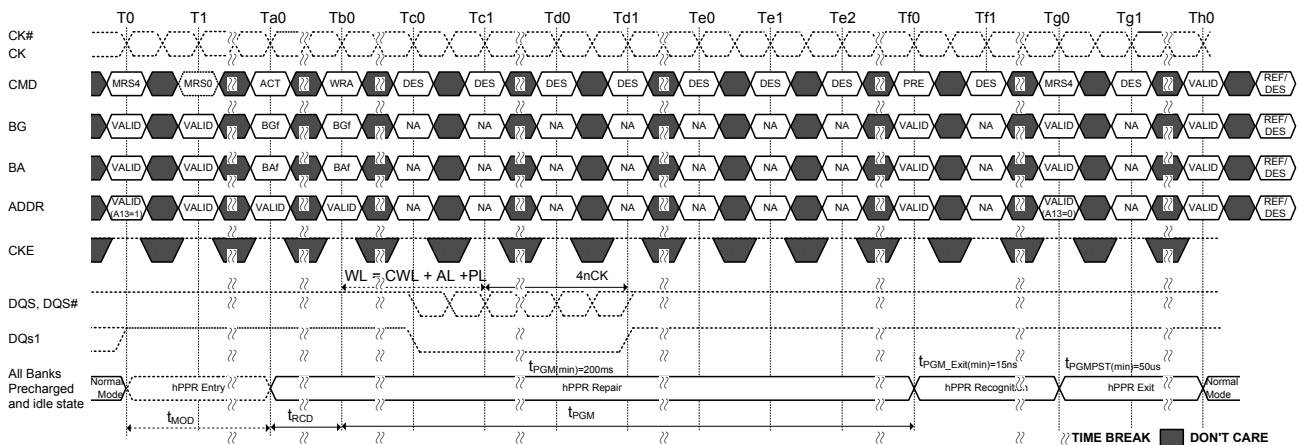 T0 T1 Ta0 Tb0 Tc0 Tc1 Td0 Td1 Te0 Te1 Te2 Tf0 Tf1 Tg0 Tg1 Th0
CK#
CK
CMD MRS4 MRS0 ACT WRA DES DES DES DES DES DES DES PRE DES MRS4 DES VALID REF/
DES
BG VALID VALID BGf BGf NA NA NA NA NA NA NA VALID NA VALID NA VALID REF/
DES
BA VALID VALID BAf BAf NA NA NA NA NA NA NA VALID NA VALID NA VALID REF/
DES
ADDR VALID
(A13=1) VALID VALID VALID NA NA NA NA NA NA NA VALID NA VALID
(A13=0) NA VALID REF/
DES
CKE
WL = CWL + AL +PL 4nCK
DQS, DQS#
DQs1
All Banks
Precharged
and idle state
tPGM(min)=200ms tPGM_Exit(min)=15ns tPGMPST(min)=50us
Normal
Mode hPPR Entry hPPR Repair hPPR Recognition hPPR Exit Normal
Mode
tMOD tRCD tPGM
TIME BREAK DON'T CARE